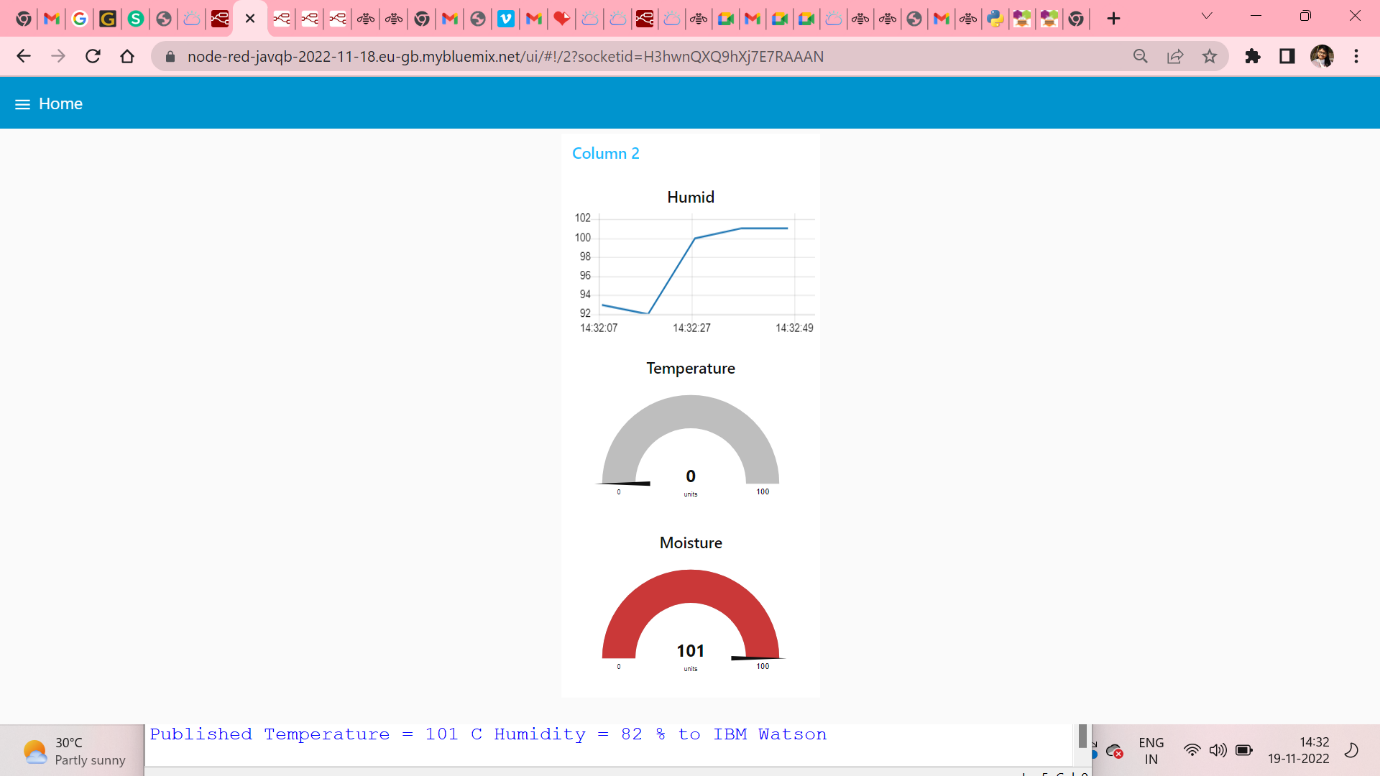 node-red-javqb-2022-11-18.eu-gb.mybluemix.net/ui/#!/2?socketid=H3hwnQXQ9hXj7E7RAAAN
Home
Column 2
Humid
102
100
98
96
94
92
14:32:07 14:32:27 14:32:49
Temperature
0
units
0 100
Moisture
101
units
0 100
Published Temperature = 101 C Humidity = 82 % to IBM Watson
30°C
Partly sunny
ENG
IN
14:32
19-11-2022